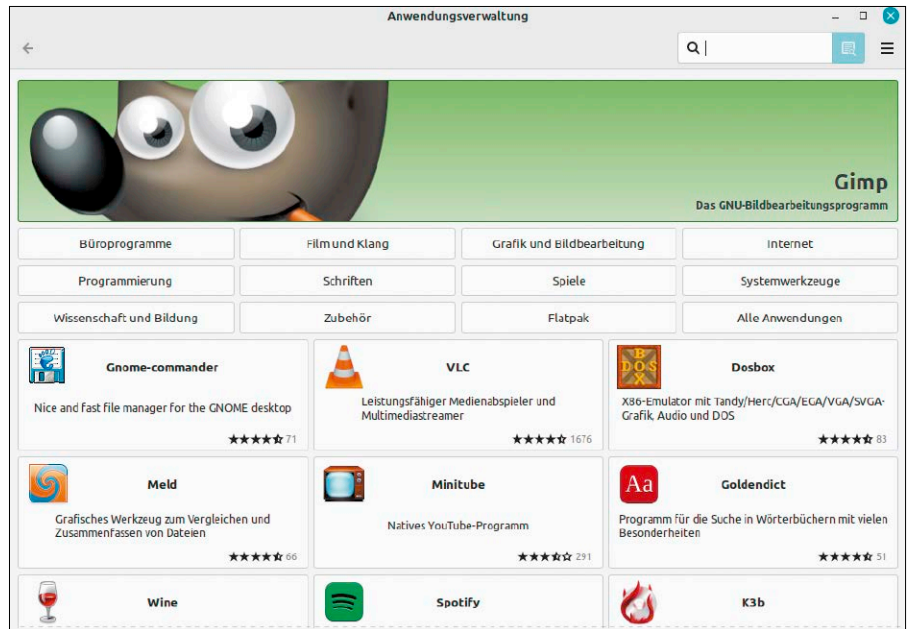 Anwendungsverwaltung
Gimp
Das GNU-Bildbearbeitungsprogramm
Büroprogramme
Film und Klang
Grafik und Bildbearbeitung
Internet
Programmierung
Schriften
Spiele
Systemwerkzeuge
Wissenschaft und Bildung
Zubehör
Flatpak
Alle Anwendungen
Gnome-commander
Nice and fast file manager for the GNOME desktop
71
VLC
Leistungsfähiger Medienabspieler und
Multimediastreamer
1676
BOX
DOS
Dosbox
X86-Emulator mit Tandy/Herc/CGA/EGA/VGA/SVGA-
Grafik, Audio und DOS
83
Meld
Grafisches Werkzeug zum Vergleichen und
Zusammenfassen von Dateien
66
Minitube
Natives YouTube-Programm
291
Aa
Goldendict
Programm für die Suche in Wörterbüchern mit vielen
Besonderheiten
51
Wine
Spotify
K3b